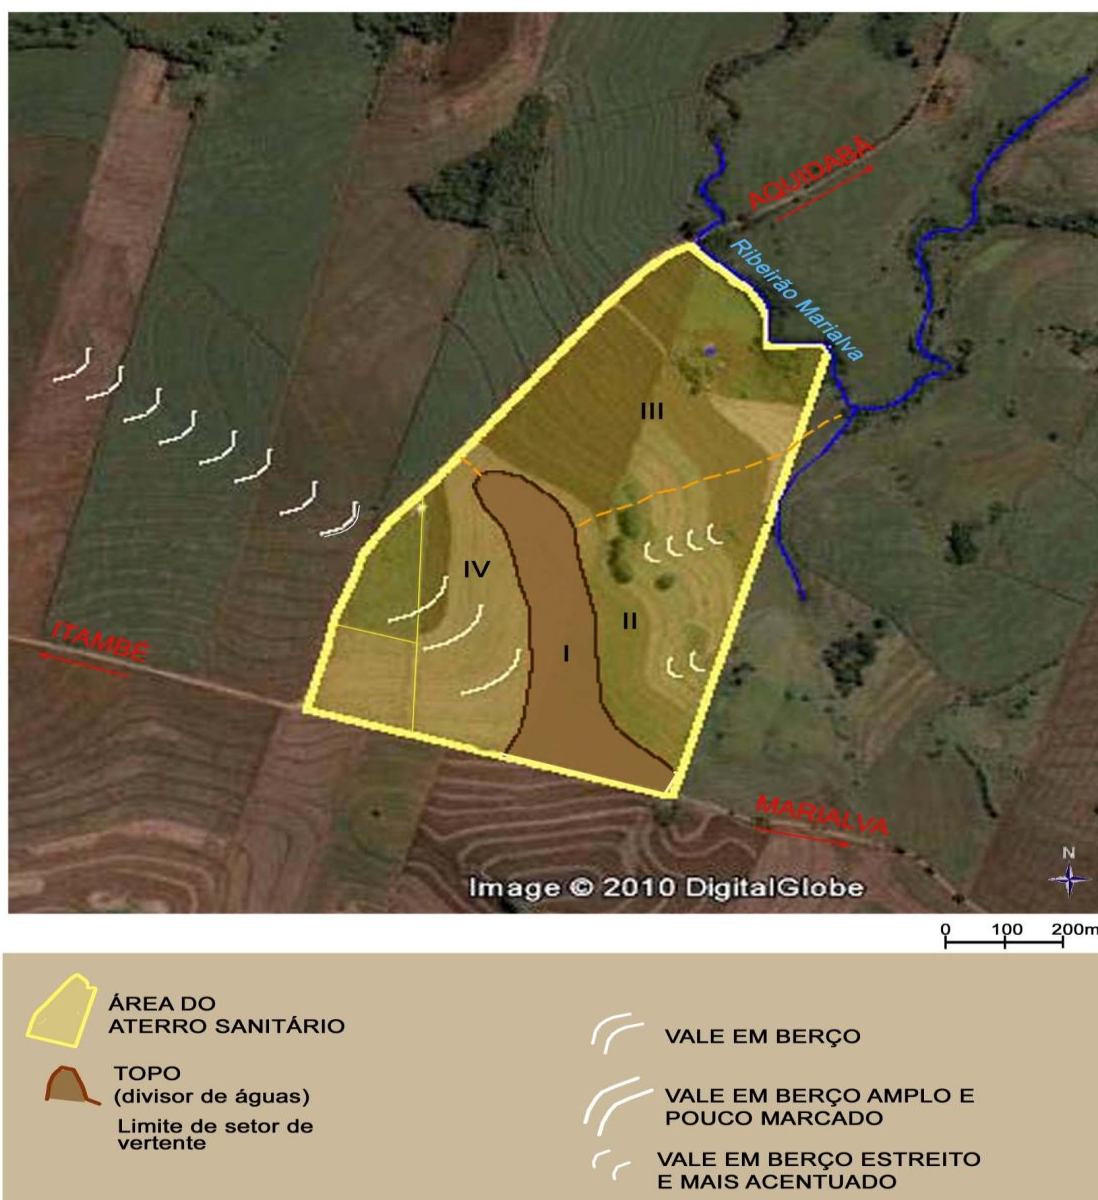 AQUIDABÃ
Ribeirão Marialva
III
IV
II
I
ITAMBÉ
MARIALVA
N
Image © 2010 DigitalGlobe
0 100 200m
ÁREA DO
ATERRO SANITÁRIO
TOPO
(divisor de águas)
Limite de setor de
vertente
VALE EM BERÇO
VALE EM BERÇO AMPLO E
POUCO MARCADO
VALE EM BERÇO ESTREITO
E MAIS ACENTUADO